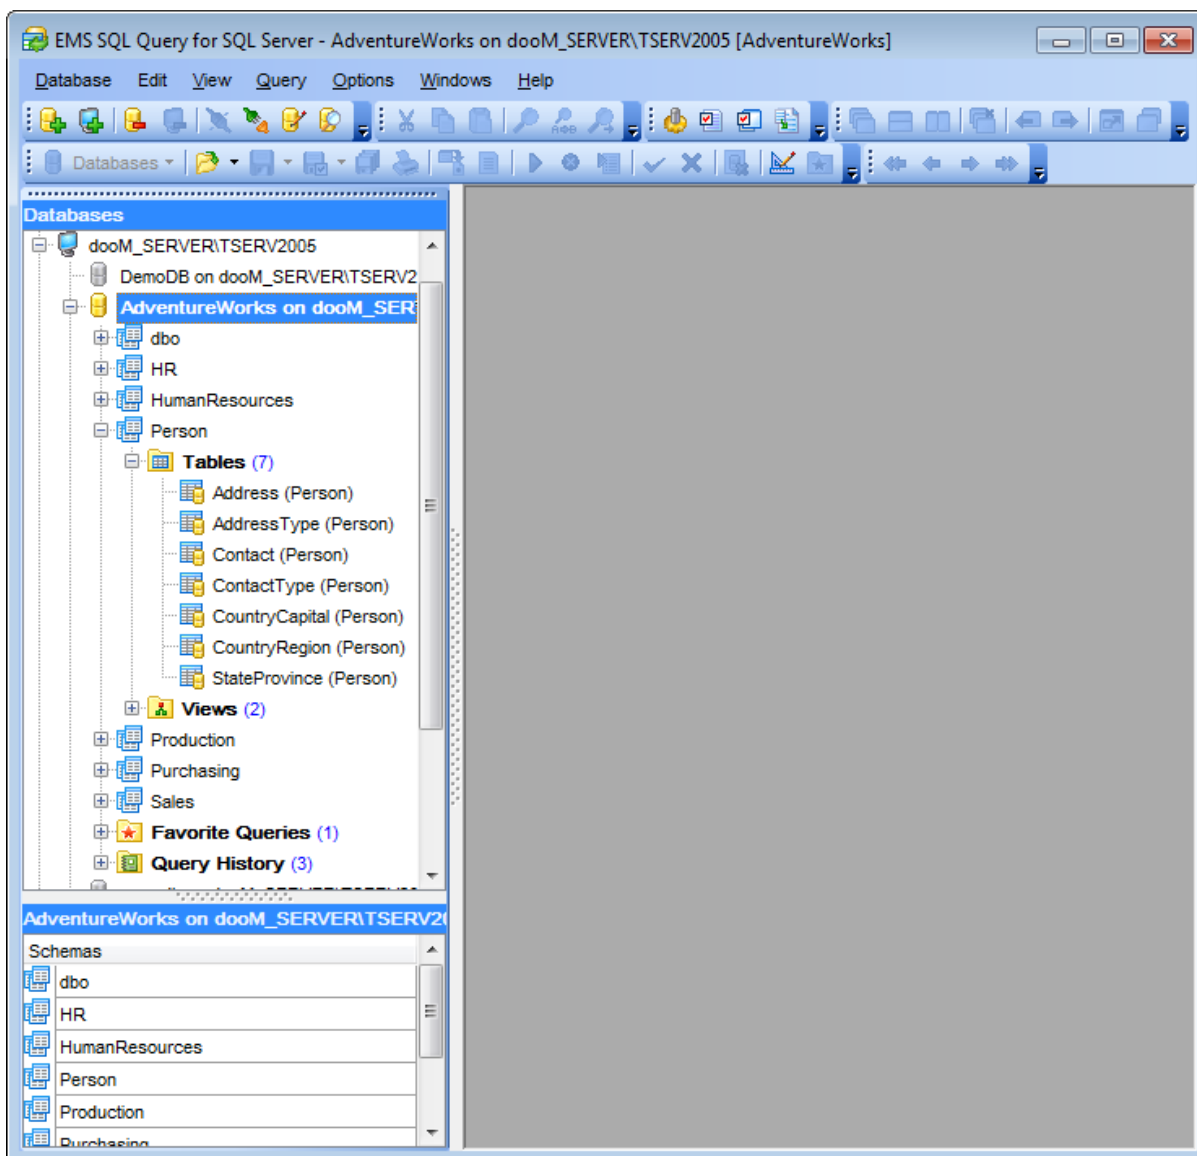 EMS SQL Query for SQL Server - AdventureWorks on dooM_SERVER\TSERV2005 [AdventureWorks]
Database Edit View Query Options Windows Help
Databases
Databases
dooM_SERVER\TSERV2005
DemoDB on dooM_SERVER\TSERV2
AdventureWorks on dooM_SER
dbo
HR
HumanResources
Person
Tables (7)
Address (Person)
AddressType (Person)
Contact (Person)
ContactType (Person)
CountryCapital (Person)
CountryRegion (Person)
StateProvince (Person)
Views (2)
Production
Purchasing
Sales
Favorite Queries (1)
Query History (3)
AdventureWorks on dooM_SERVER\TSERV20
Schemas
dbo
HR
HumanResources
Person
Production
Purchasing